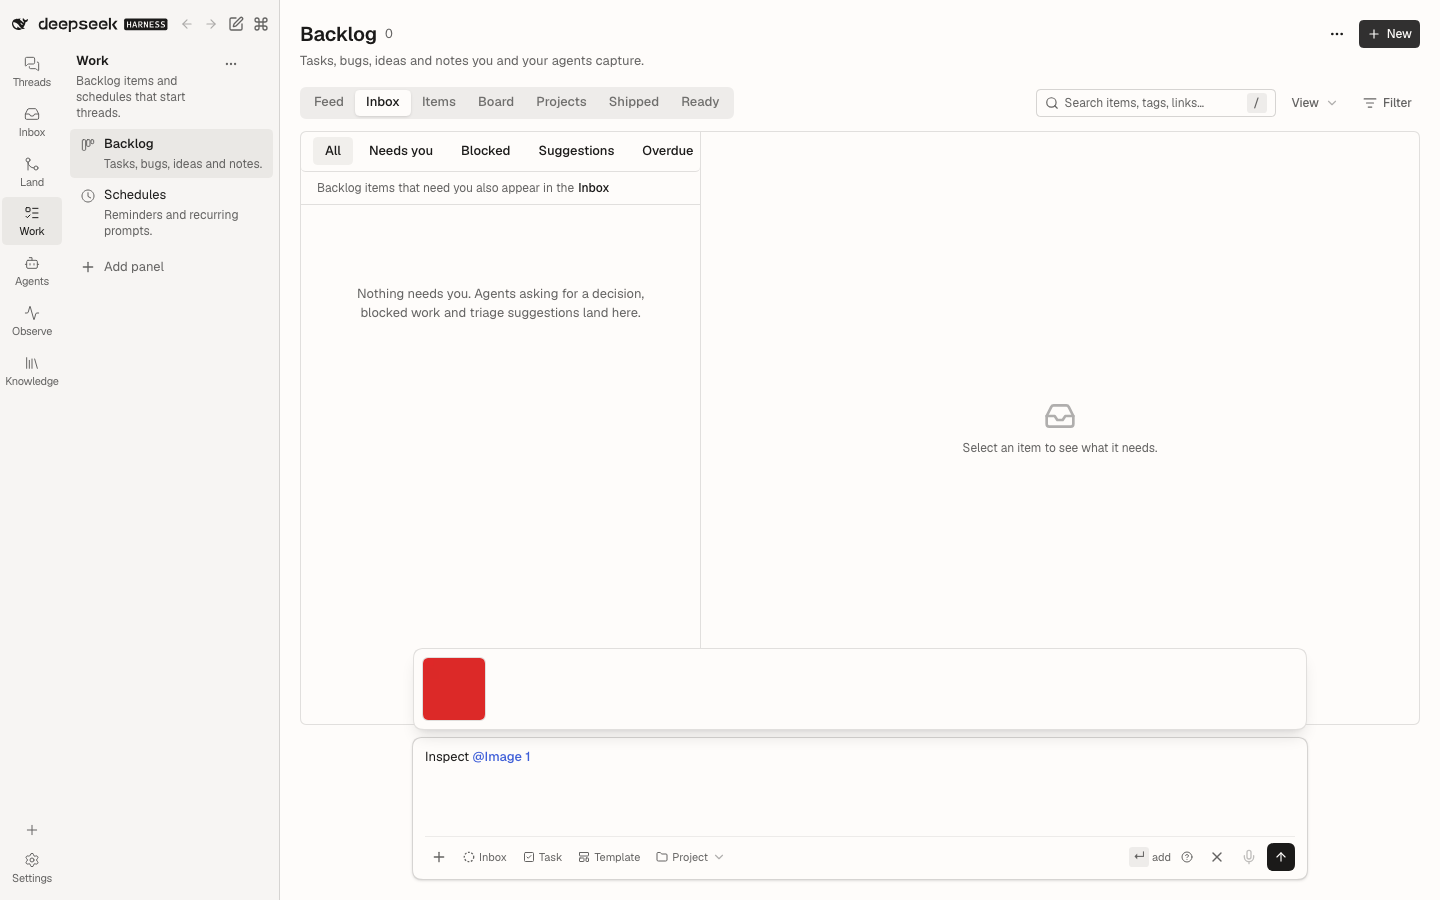 deepseek HARNESS
Threads
Inbox
Land
Work
Agents
Observe
Knowledge
Settings
Work
Backlog items and
schedules that start
threads.
Backlog
Tasks, bugs, ideas and notes.
Schedules
Reminders and recurring
prompts.
Add panel
Backlog 0
Tasks, bugs, ideas and notes you and your agents capture.
New
Feed Inbox Items Board Projects Shipped Ready
Search items, tags, links... /
View
Filter
All Needs you Blocked Suggestions Overdue
Backlog items that need you also appear in the Inbox
Nothing needs you. Agents asking for a decision,
blocked work and triage suggestions land here.
Select an item to see what it needs.
Inspect @Image 1
Inbox Task Template Project
add